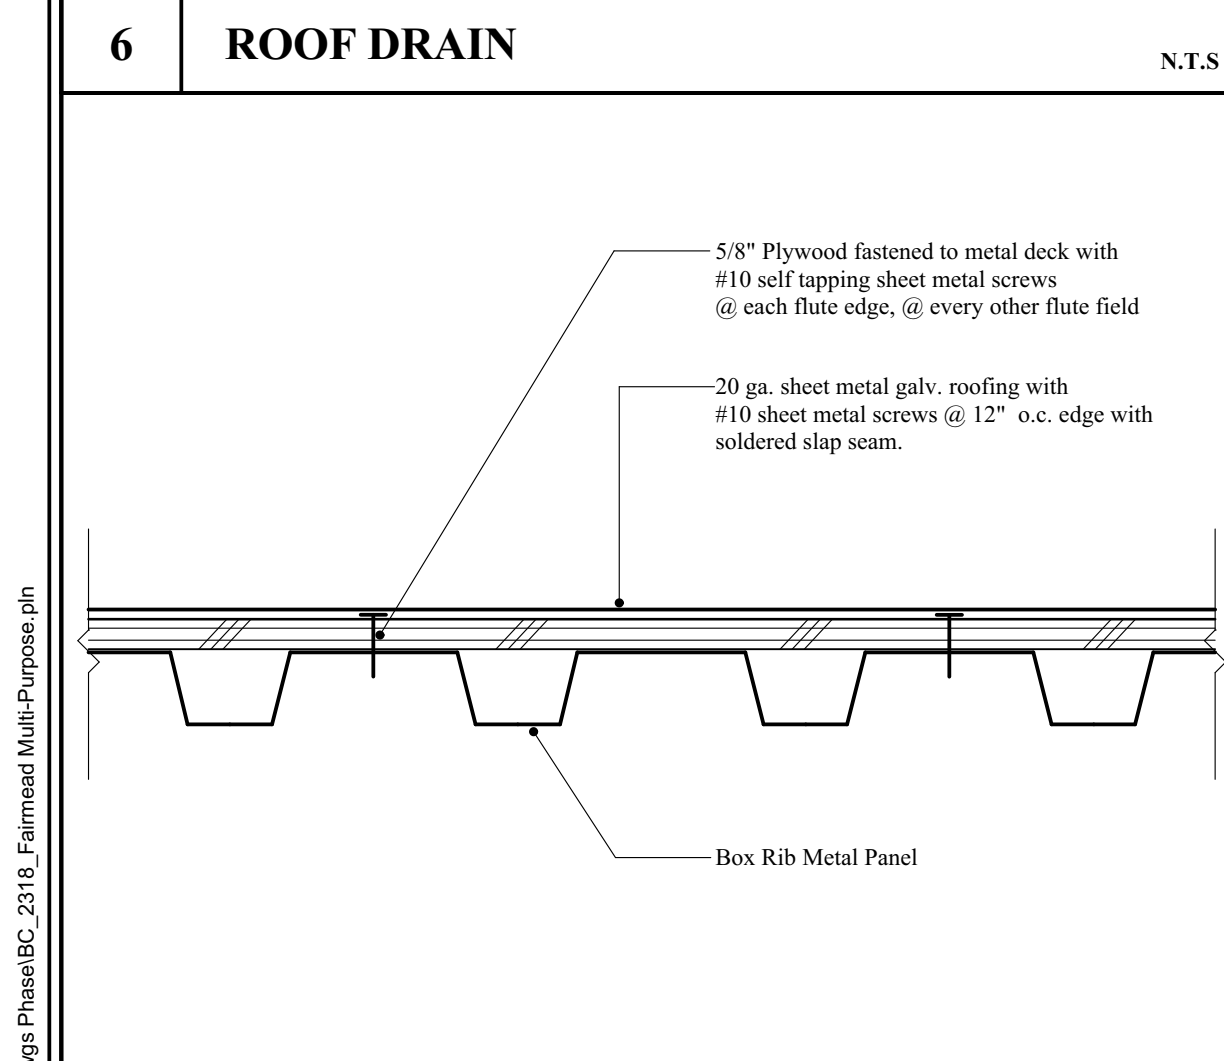 6
ROOF DRAIN
N.T.S
5/8" Plywood fastened to metal deck with
#10 self tapping sheet metal screws
@ each flute edge, @ every other flute field
20 ga. sheet metal galv. roofing with
#10 sheet metal screws @ 12" o.c. edge with
soldered slap seam.
Box Rib Metal Panel
Phase\BC_2318_Fairmead Multi-Purpose.pln